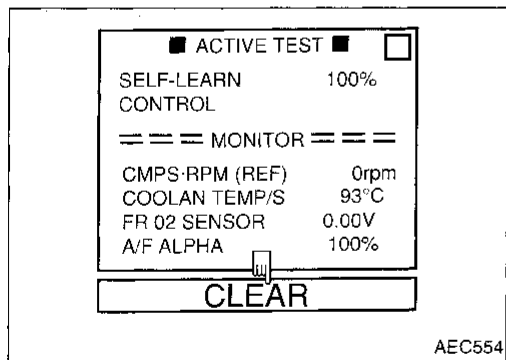 ■ ACTIVE TEST ■
SELF-LEARN 100%
CONTROL
=== MONITOR ===
CMPS·RPM (REF) 0rpm
COOLAN TEMP/S 93°C
FR 02 SENSOR 0.00V
A/F ALPHA 100%
CLEAR
AEC554